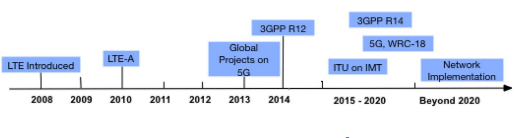 3GPP R14
3GPP R12
5G, WRC-18
Global
Projects on
5G
LTE-A
LTE Introduced
ITU on IMT
Network
Implementation
2008 2009 2010 2011 2012 2013 2014 2015 - 2020 Beyond 2020